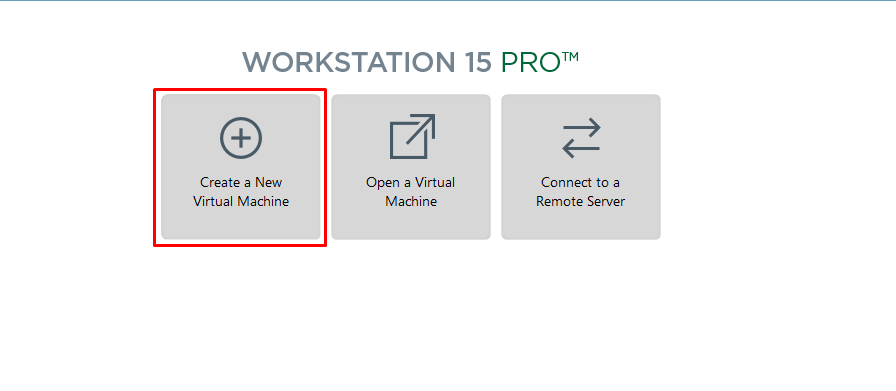 WORKSTATION 15 PRO™
Create a New
Virtual Machine
Open a Virtual
Machine
Connect to a
Remote Server